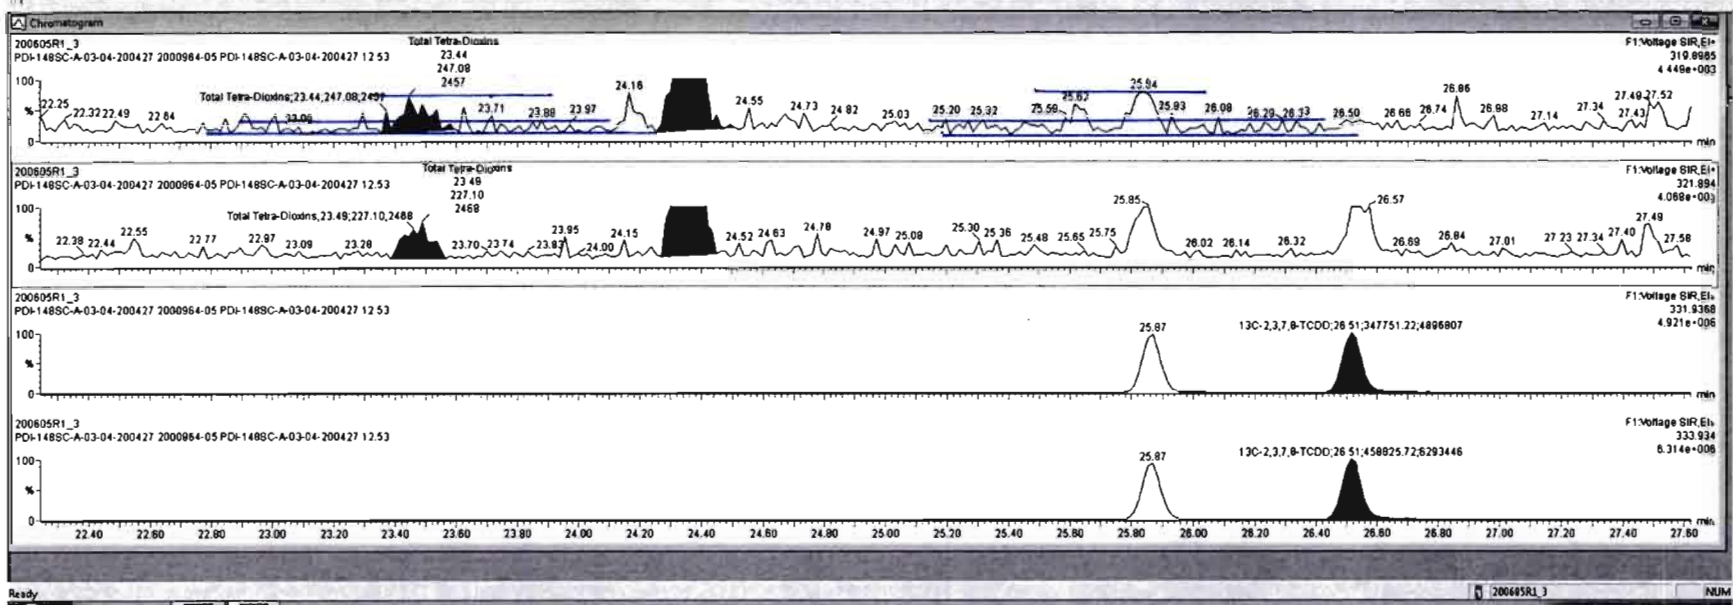 Chromatogram
200605R1_3
PDI-148SC-A-03-04-200427 2000964-05 PDI-148SC-A-03-04-200427 12:53
Total Tetra-Dioxins
23.44
247.08
2457
F1:Voltage SIR,EI+
319.8965
4.449e+003
100
%
0
Total Tetra-Dioxins;23.44;247.08;2457
22.25 22.32 22.49 22.64 23.06 23.71 23.88 23.97 24.16 24.55 24.73 24.82 25.03 25.20 25.32 25.59 25.62 25.84 25.93 26.08 26.29 26.33 26.50 26.66 26.74 26.86 26.98 27.14 27.34 27.43 27.49 27.52
min
200605R1_3
PDI-148SC-A-03-04-200427 2000964-05 PDI-148SC-A-03-04-200427 12:53
Total Tetra-Dioxins
23.49
227.10
2468
F1:Voltage SIR,EI+
321.894
4.068e+003
100
%
0
Total Tetra-Dioxins;23.49;227.10;2468
22.38 22.44 22.55 22.77 22.97 23.09 23.28 23.70 23.74 23.83 23.95 24.00 24.15 24.52 24.63 24.78 24.97 25.08 25.30 25.36 25.48 25.65 25.75 25.85 26.02 26.14 26.32 26.57 26.69 26.84 27.01 27.23 27.34 27.40 27.49 27.58
min
200605R1_3
PDI-148SC-A-03-04-200427 2000964-05 PDI-148SC-A-03-04-200427 12:53
F1:Voltage SIR,EI+
331.9368
4.921e+006
100
%
0
25.87
13C-2,3,7,8-TCDD;26.51;347751.22;4896807
min
200605R1_3
PDI-148SC-A-03-04-200427 2000964-05 PDI-148SC-A-03-04-200427 12:53
F1:Voltage SIR,EI+
333.934
6.314e+006
100
%
0
25.87
13C-2,3,7,8-TCDD;26.51;458825.72;6293446
min
22.40 22.60 22.80 23.00 23.20 23.40 23.60 23.80 24.00 24.20 24.40 24.60 24.80 25.00 25.20 25.40 25.60 25.80 26.00 26.20 26.40 26.60 26.80 27.00 27.20 27.40 27.60
Ready
200605R1_3
NUM